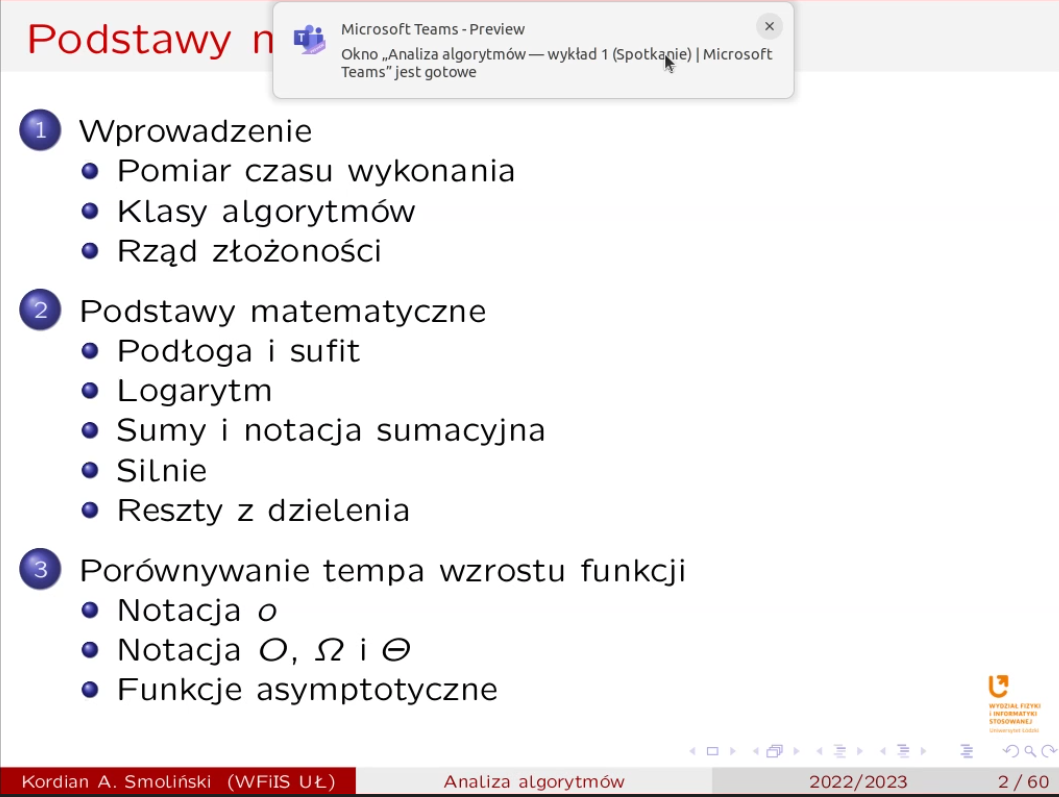 Podstawy
Microsoft Teams - Preview
Okno „Analiza algorytmów — wykład 1 (Spotkanie) | Microsoft
Teams” jest gotowe
1 Wprowadzenie
Pomiar czasu wykonania
Klasy algorytmów
Rząd złożoności
2 Podstawy matematyczne
Podłoga i sufit
Logarytm
Sumy i notacja sumacyjna
Silnie
Reszty z dzielenia
3 Porównywanie tempa wzrostu funkcji
Notacja o
Notacja O, Ω i Θ
Funkcje asymptotyczne
WYDZIAŁ FIZYKI
I INFORMATYKI
STOSOWANEJ
Uniwersytet Łódzki
Kordian A. Smoliński (WFiIS UŁ) Analiza algorytmów 2022/2023 2 / 60